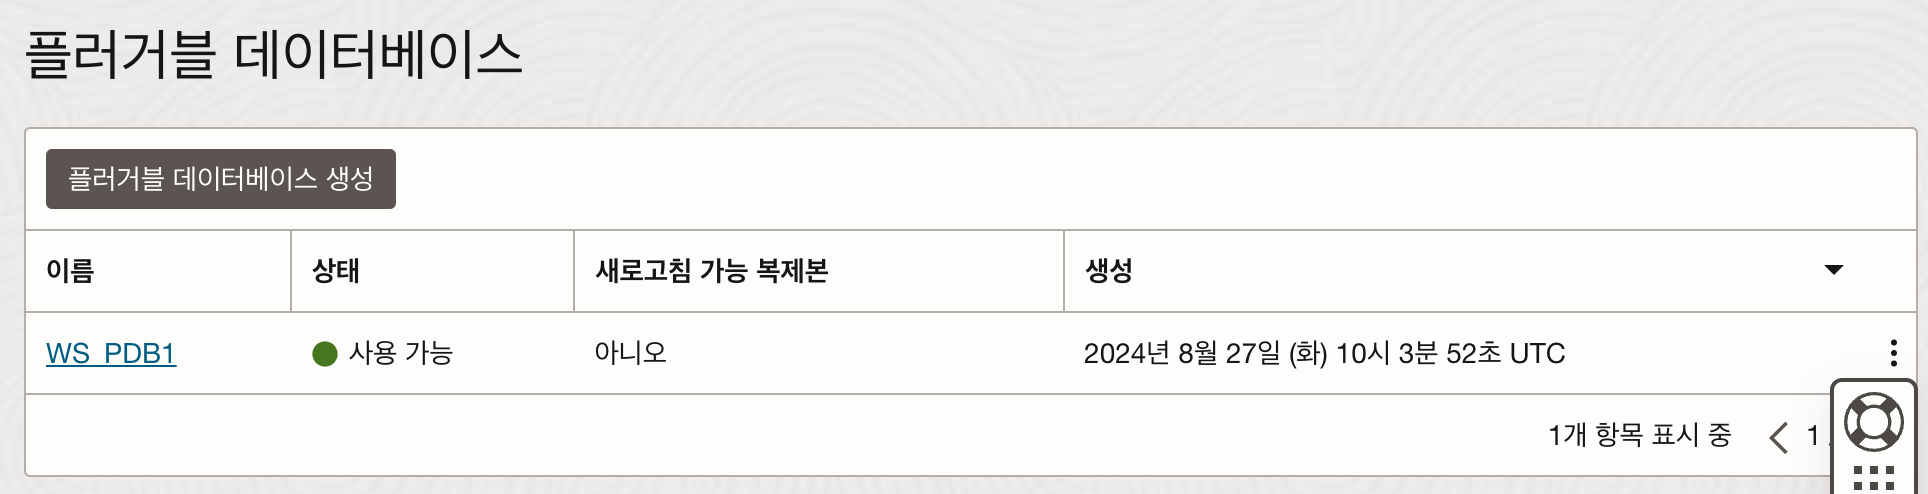 플러거블 데이터베이스
플러거블 데이터베이스 생성
이름 상태 새로고침 가능 복제본 생성
WS_PDB1 사용 가능 아니오 2024년 8월 27일 (화) 10시 3분 52초 UTC
1개 항목 표시 중 1